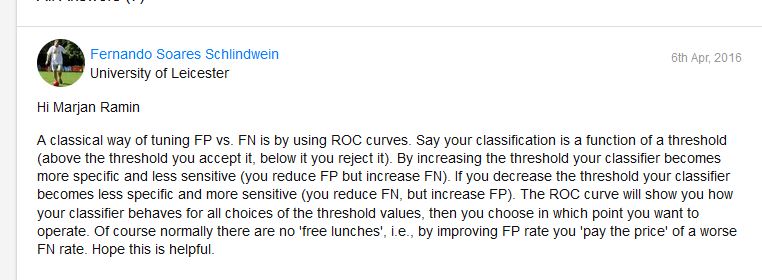 Fernando Soares Schlindwein
6th Apr, 2016
University of Leicester
Hi Marjan Ramin
A classical way of tuning FP vs. FN is by using ROC curves. Say your classification is a function of a threshold
(above the threshold you accept it, below it you reject it). By increasing the threshold your classifier becomes
more specific and less sensitive (you reduce FP but increase FN). If you decrease the threshold your classifier
becomes less specific and more sensitive (you reduce FN, but increase FP). The ROC curve will show you how
your classifier behaves for all choices of the threshold values, then you choose in which point you want to
operate. Of course normally there are no 'free lunches', i.e., by improving FP rate you 'pay the price' of a worse
FN rate. Hope this is helpful.